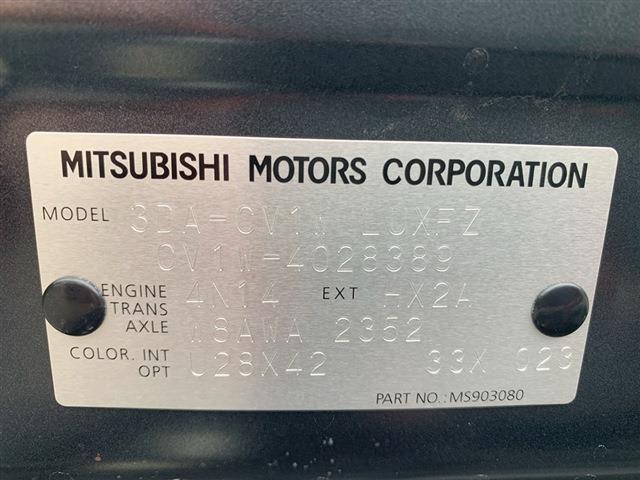 MITSUBISHI MOTORS CORPORATION
MODEL 3DA-CV1W LUXFZ
CV1W-4028389
ENGINE 4N14 EXT HX2A
TRANS
AXLE W8AWA 2352
COLOR. INT U28X42 33X 023
OPT
PART NO.: MS903080